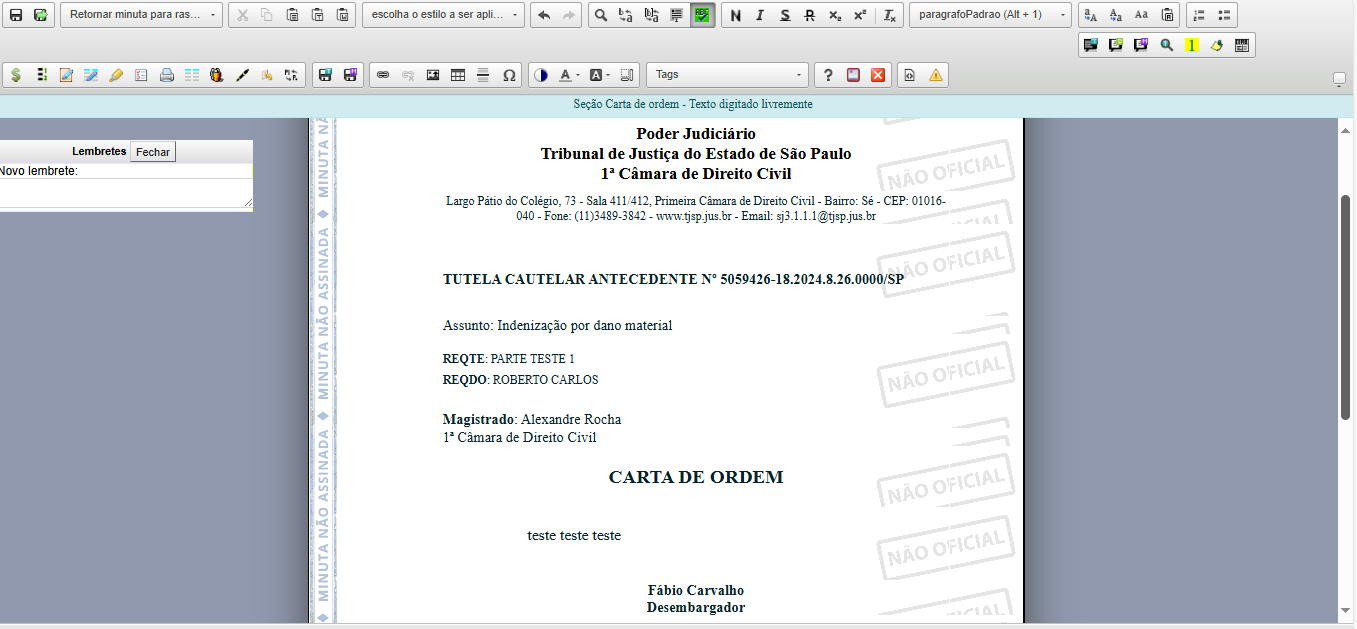 Retornar minuta para ras...
escolha o estilo a ser apli...
N I S R x₂ x² Ix
paragrafoPadrao (Alt + 1)
Tags
Seção Carta de ordem - Texto digitado livremente
Lembretes Fechar
Novo lembrete:
MINUTA NÃO ASSINADA
MINUTA NÃO ASSINADA
Poder Judiciário
Tribunal de Justiça do Estado de São Paulo
1ª Câmara de Direito Civil
Largo Pátio do Colégio, 73 - Sala 411/412, Primeira Câmara de Direito Civil - Bairro: Sé - CEP: 01016-
040 - Fone: (11)3489-3842 - www.tjsp.jus.br - Email: sj3.1.1.1@tjsp.jus.br
TUTELA CAUTELAR ANTECEDENTE Nº 5059426-18.2024.8.26.0000/SP
Assunto: Indenização por dano material
REQTE: PARTE TESTE 1
REQDO: ROBERTO CARLOS
Magistrado: Alexandre Rocha
1ª Câmara de Direito Civil
CARTA DE ORDEM
teste teste teste
Fábio Carvalho
Desembargador
NÃO OFICIAL
NÃO OFICIAL
NÃO OFICIAL
NÃO OFICIAL
NÃO OFICIAL